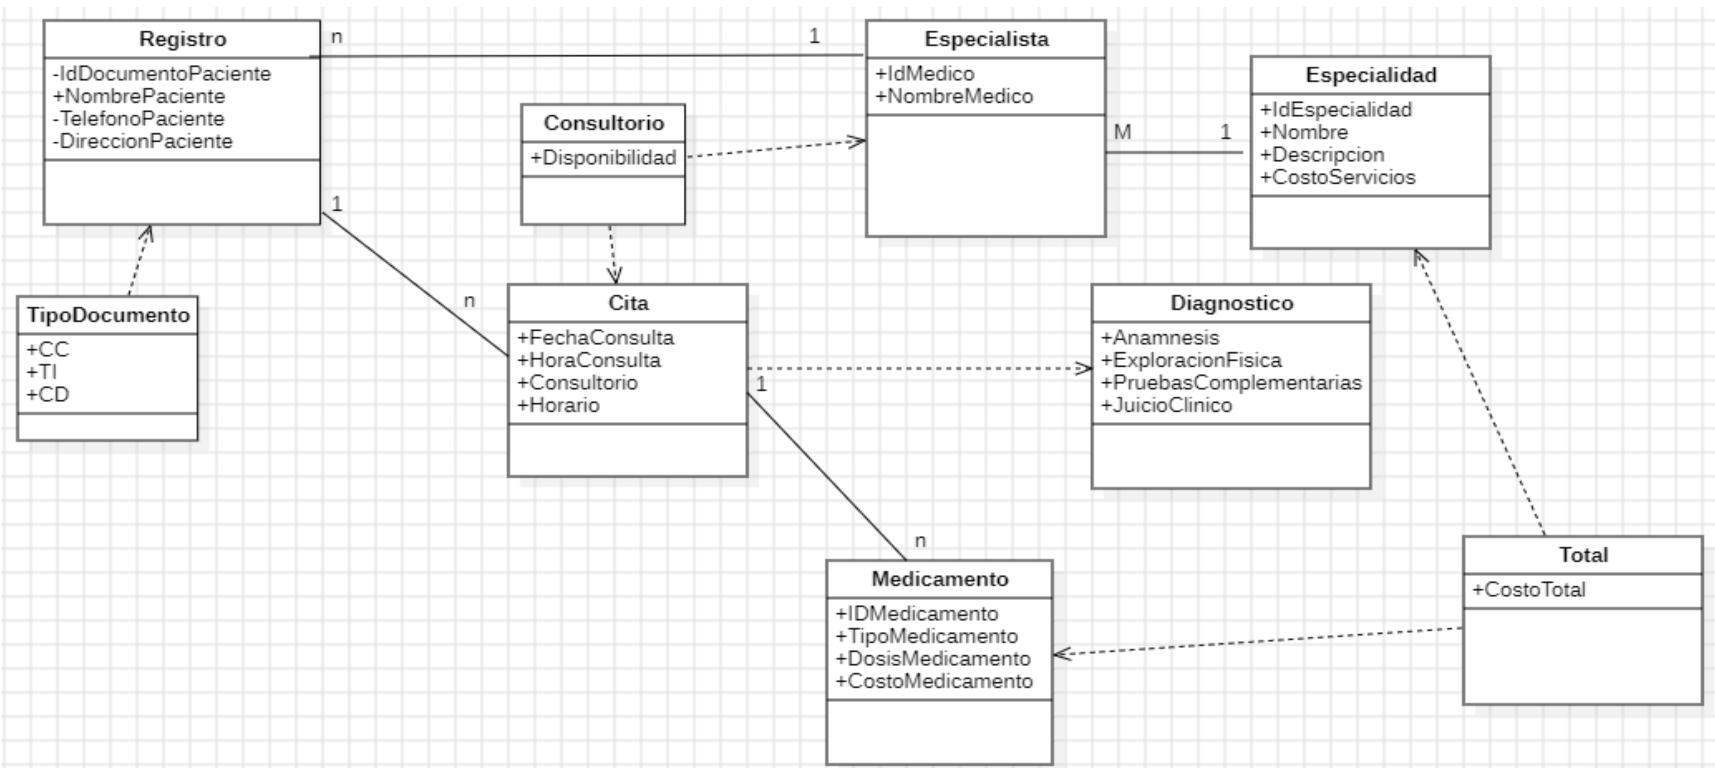 Registro
-IdDocumentoPaciente
+NombrePaciente
-TelefonoPaciente
-DireccionPaciente
n
1
Especialista
+IdMedico
+NombreMedico
Especialidad
+IdEspecialidad
+Nombre
+Descripcion
+CostoServicios
M
1
Consultorio
+Disponibilidad
1
n
TipoDocumento
+CC
+TI
+CD
Cita
+FechaConsulta
+HoraConsulta
+Consultorio
+Horario
Diagnostico
+Anamnesis
+ExploracionFisica
+PruebasComplementarias
+JuicioClinico
1
n
Medicamento
+IDMedicamento
+TipoMedicamento
+DosisMedicamento
+CostoMedicamento
Total
+CostoTotal